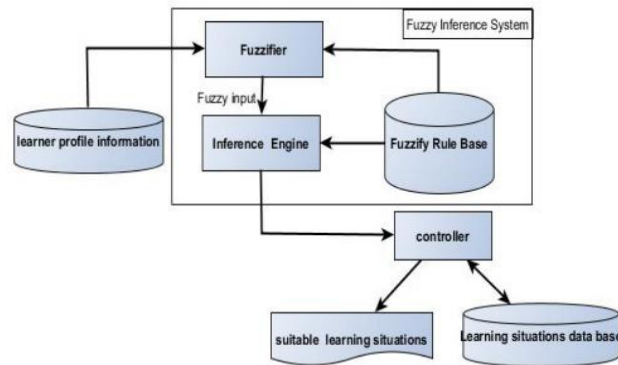 Fuzzy Inference System
Fuzzifier
Fuzzy input
learner profile information
Inference Engine
Fuzzify Rule Base
controller
suitable learning situations
Learning situations data base